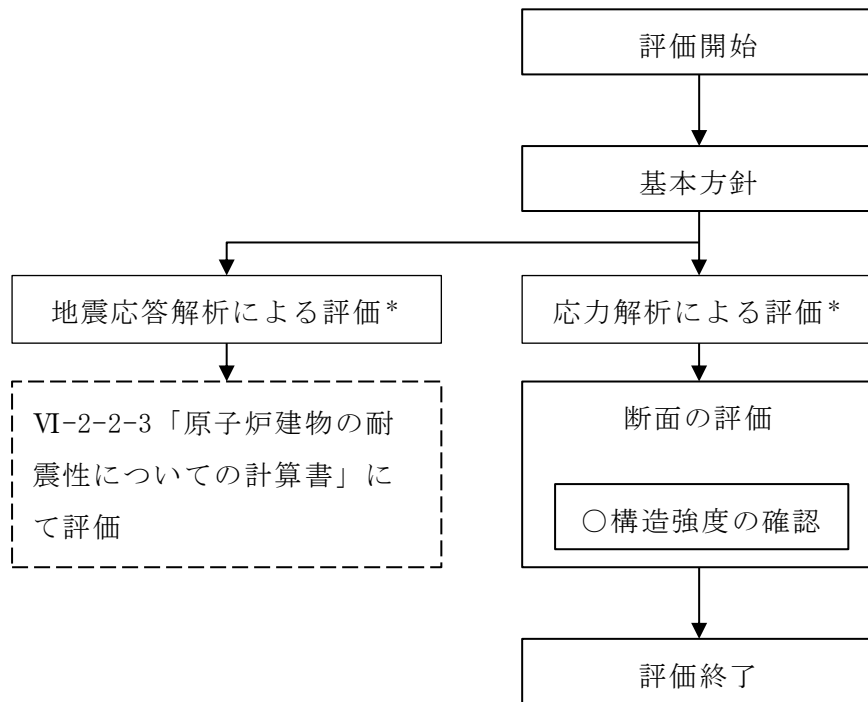 評価開始
基本方針
地震応答解析による評価*
応力解析による評価*
Ⅵ-2-2-3「原子炉建物の耐
震性についての計算書」に
て評価
断面の評価
○構造強度の確認
評価終了